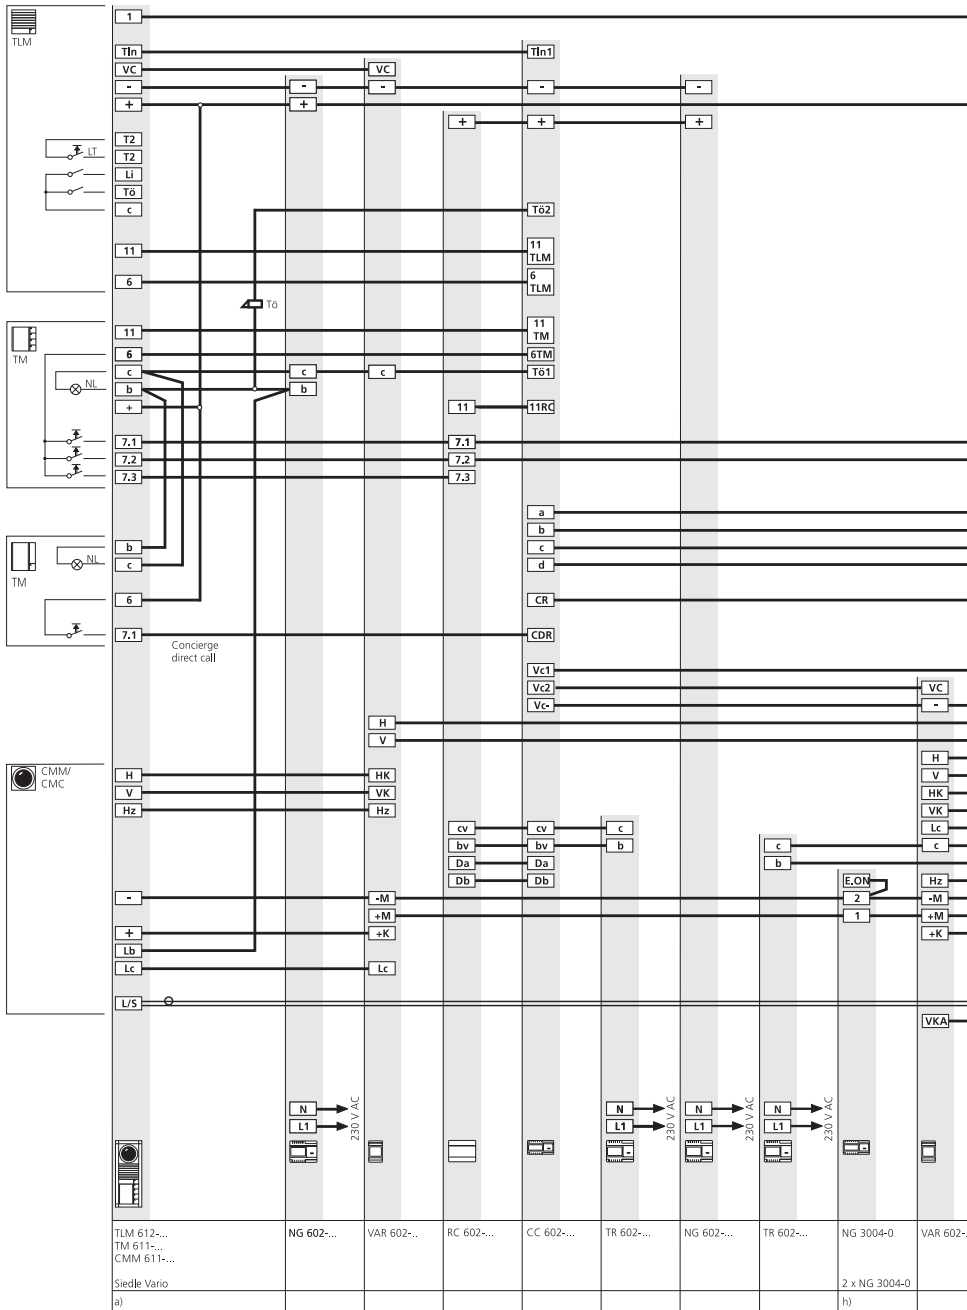 1
TLM
Tln Tln1
VC VC
- - - - -
+ +
+ + +
T2
LT T2
Li
Tö
c Tö2
11 11 TLM
6 6 TLM
Tö
11 11 TM
TM 6 6TM
c c c Tö1
NL b b
+ 11 11RC
7.1 7.1
7.2 7.2
7.3 7.3
a
b b
NL c c
TM d
6 CR
7.1 CDR
Concierge
direct call
Vc1
Vc2 VC
Vc- -
H
V
H
CMM/
CMC
H HK V
V VK HK
Hz Hz VK
cv cv c Lc
bv bv b c c
Da Da b
Db Db E.ON Hz
- -M 2 -M
+M 1 +M
+ +K +K
Lb
Lc Lc
L/S
VKA
N N N N
L1 L1 L1 L1
230 V AC 230 V AC 230 V AC 230 V AC
TLM 612-... NG 602-... VAR 602-... RC 602-... CC 602-... TR 602-... NG 602-... TR 602-... NG 3004-0 VAR 602-
TM 611-...
CMM 611-...
Siedle Vario 2 x NG 3004-0
a) h)